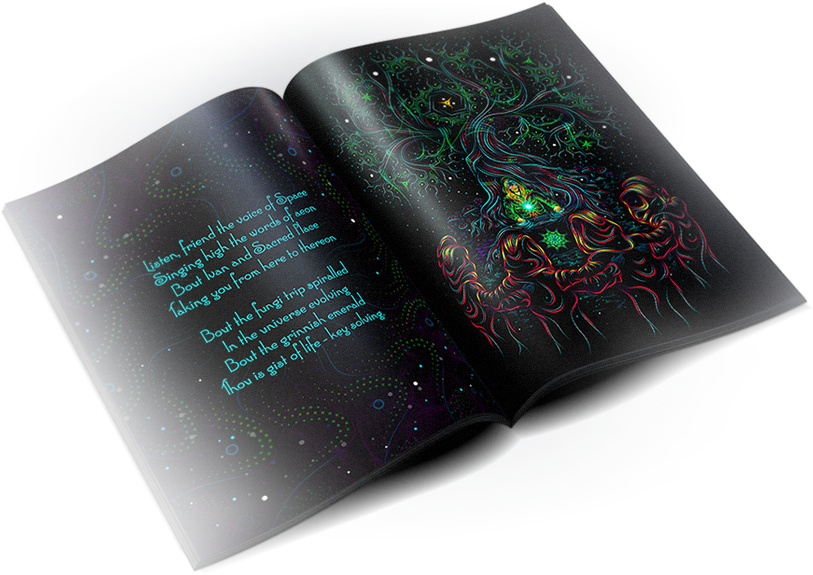 Listen, friend the voice of Space
Singing high the words of aeon
Bout Ivan and Sacred Place
Taking you from here to thereon
Bout the fungi trip spiralled
In the universe evolving
Bout the grinnish emerald
Thou is gist of life - key solving